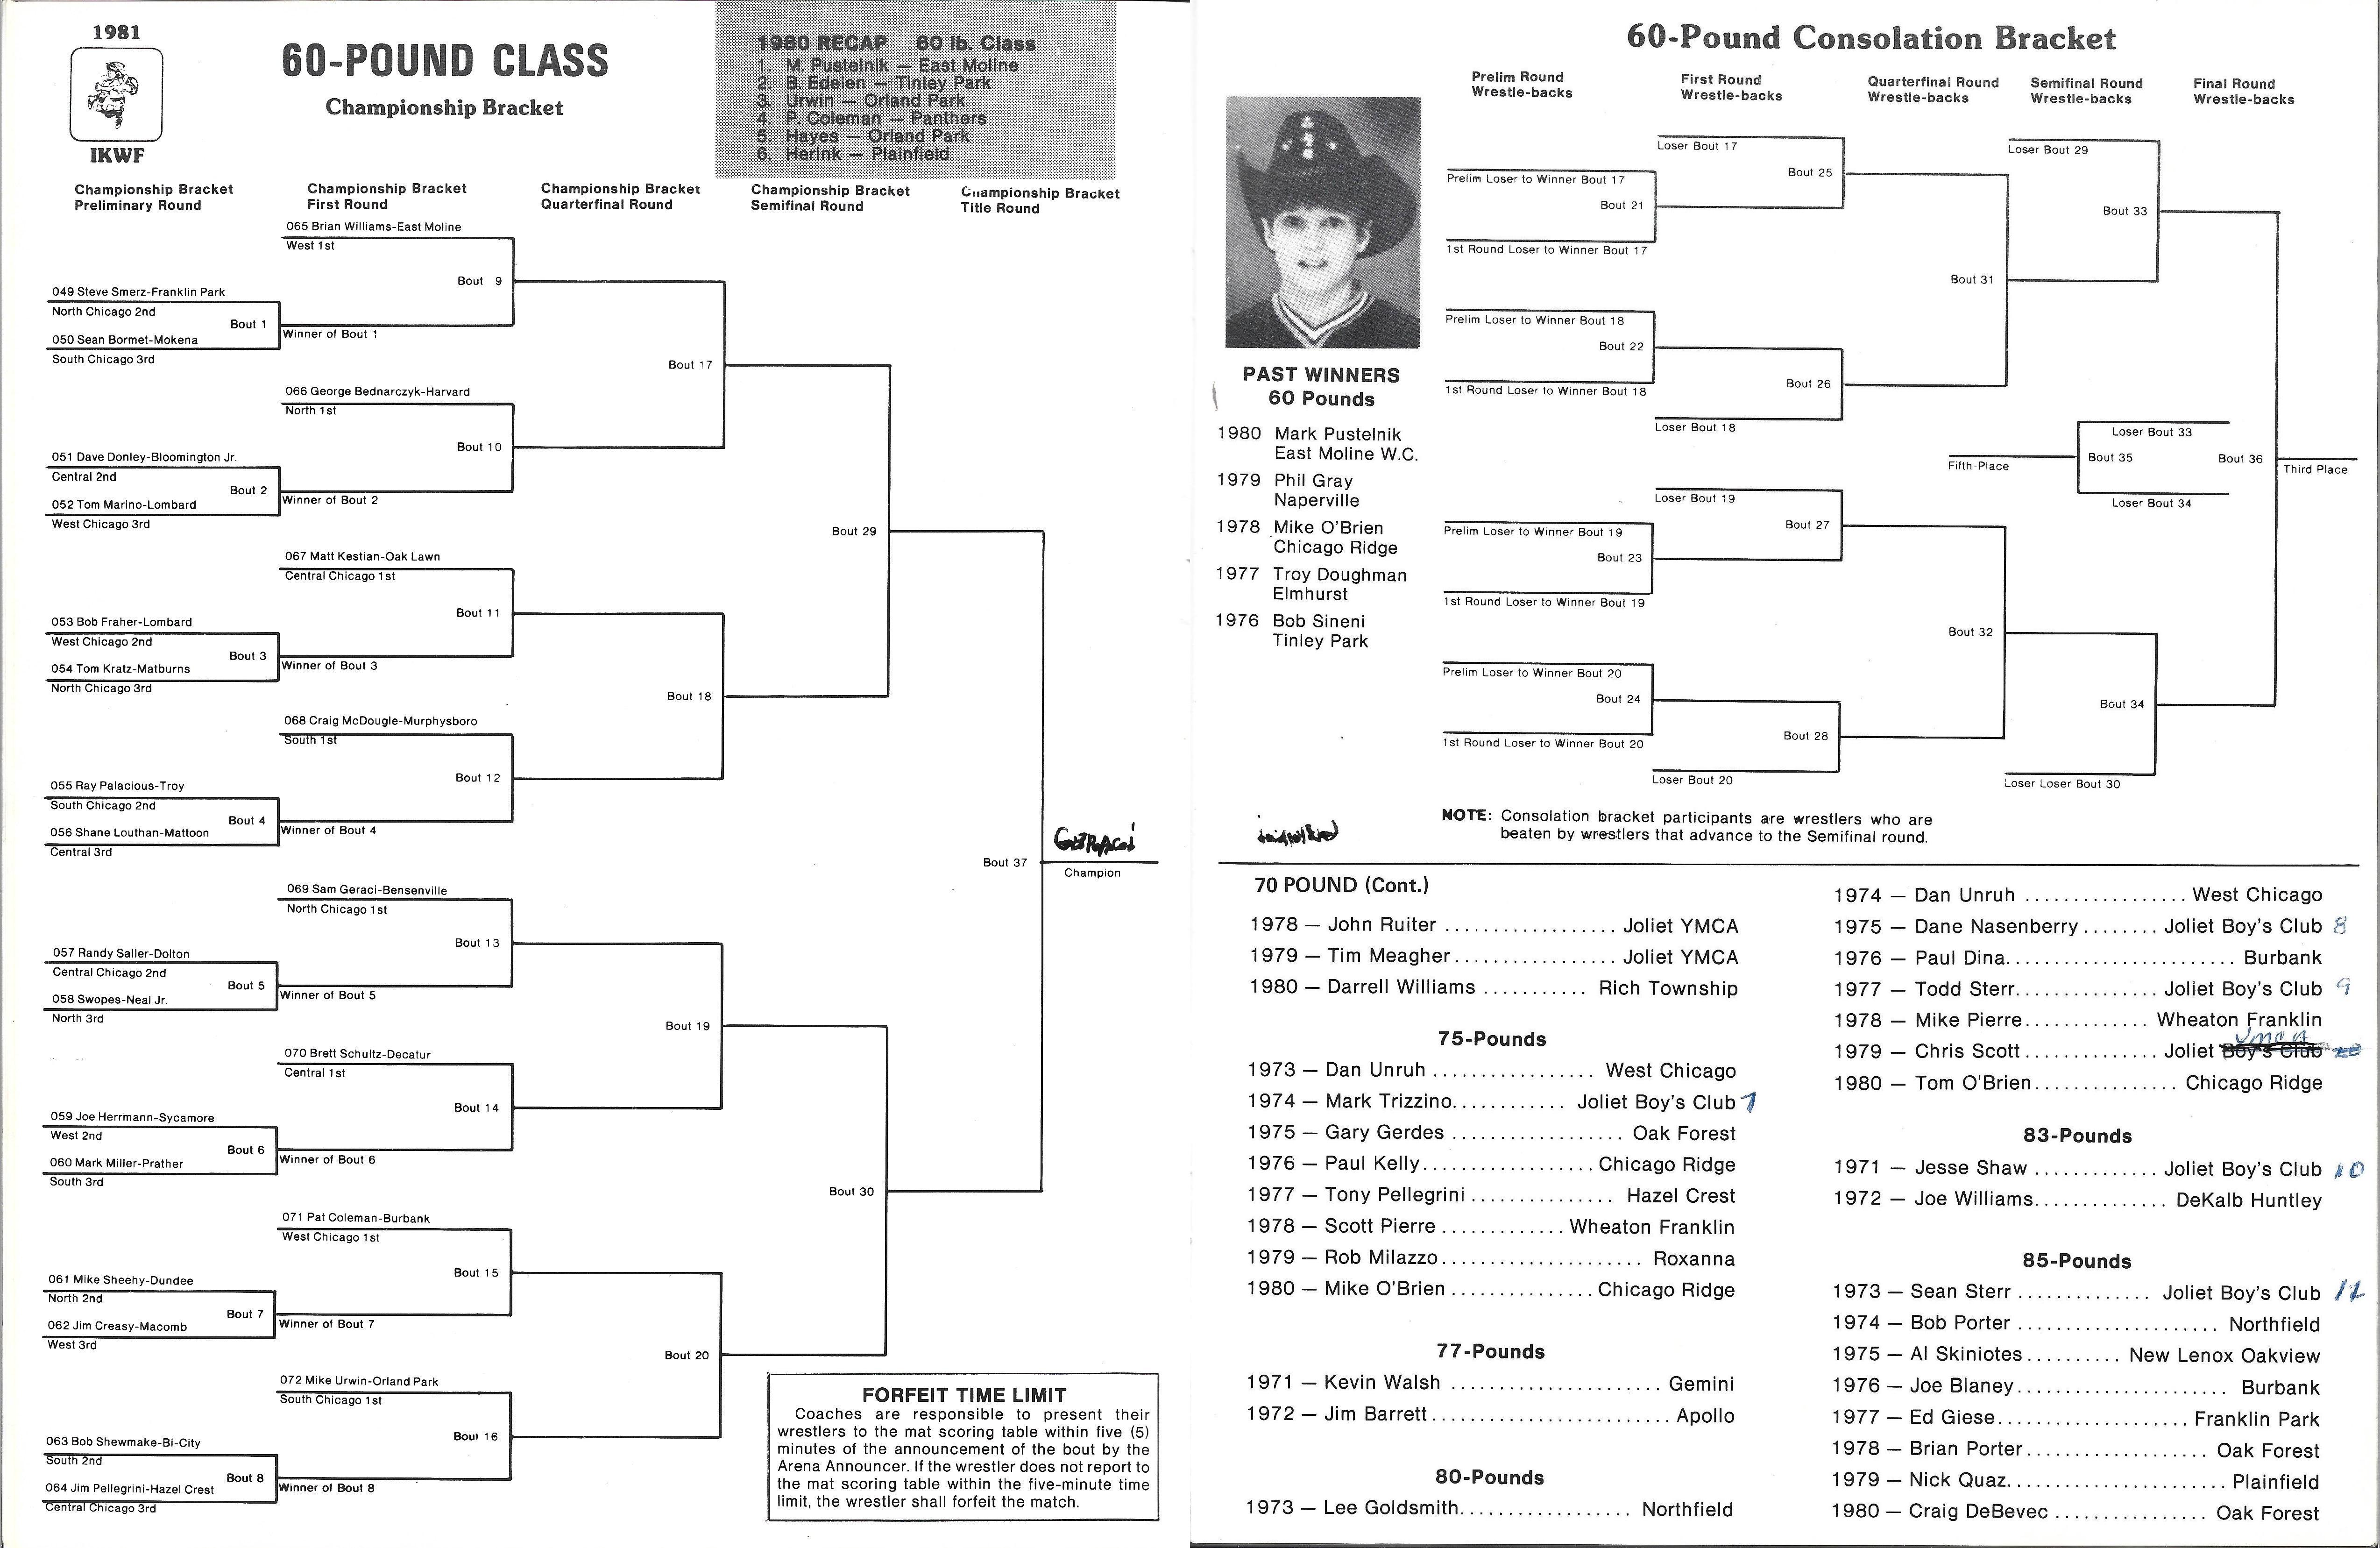 1981
IKWF
60-POUND CLASS
Championship Bracket
1980 RECAP 60 lb. Class
1. M. Pustelnik — East Moline
2. B. Edelen — Tinley Park
3. Urwin — Orland Park
4. P. Coleman — Panthers
5. Hayes — Orland Park
6. Herink — Plainfield
Championship Bracket
Preliminary Round
Championship Bracket
First Round
Championship Bracket
Quarterfinal Round
Championship Bracket
Semifinal Round
Championship Bracket
Title Round
065 Brian Williams-East Moline
West 1st
Bout 9
049 Steve Smerz-Franklin Park
North Chicago 2nd
Bout 1
Winner of Bout 1
050 Sean Bormet-Mokena
South Chicago 3rd
Bout 17
066 George Bednarczyk-Harvard
North 1st
Bout 10
051 Dave Donley-Bloomington Jr.
Central 2nd
Bout 2
Winner of Bout 2
052 Tom Marino-Lombard
West Chicago 3rd
Bout 29
067 Matt Kestian-Oak Lawn
Central Chicago 1st
Bout 11
053 Bob Fraher-Lombard
West Chicago 2nd
Bout 3
Winner of Bout 3
054 Tom Kratz-Matburns
North Chicago 3rd
Bout 18
068 Craig McDougle-Murphysboro
South 1st
Bout 12
055 Ray Palacious-Troy
South Chicago 2nd
Bout 4
Winner of Bout 4
056 Shane Louthan-Mattoon
Central 3rd
Bout 37
Champion
069 Sam Geraci-Bensenville
North Chicago 1st
Bout 13
057 Randy Saller-Dolton
Central Chicago 2nd
Bout 5
Winner of Bout 5
058 Swopes-Neal Jr.
North 3rd
Bout 19
070 Brett Schultz-Decatur
Central 1st
Bout 14
059 Joe Herrmann-Sycamore
West 2nd
Bout 6
Winner of Bout 6
060 Mark Miller-Prather
South 3rd
Bout 30
071 Pat Coleman-Burbank
West Chicago 1st
Bout 15
061 Mike Sheehy-Dundee
North 2nd
Bout 7
Winner of Bout 7
062 Jim Creasy-Macomb
West 3rd
Bout 20
072 Mike Urwin-Orland Park
South Chicago 1st
Bout 16
063 Bob Shewmake-Bi-City
South 2nd
Bout 8
Winner of Bout 8
064 Jim Pellegrini-Hazel Crest
Central Chicago 3rd
FORFEIT TIME LIMIT
Coaches are responsible to present their
wrestlers to the mat scoring table within five (5)
minutes of the announcement of the bout by the
Arena Announcer. If the wrestler does not report to
the mat scoring table within the five-minute time
limit, the wrestler shall forfeit the match.
60-Pound Consolation Bracket
Prelim Round
Wrestle-backs
First Round
Wrestle-backs
Quarterfinal Round
Wrestle-backs
Semifinal Round
Wrestle-backs
Final Round
Wrestle-backs
Loser Bout 17
Bout 25
Prelim Loser to Winner Bout 17
Bout 21
1st Round Loser to Winner Bout 17
Loser Bout 29
Bout 33
Bout 31
Prelim Loser to Winner Bout 18
Bout 22
1st Round Loser to Winner Bout 18
Bout 26
Loser Bout 18
Loser Bout 33
Fifth-Place
Bout 35
Bout 36
Third Place
Loser Bout 34
Loser Bout 19
Bout 27
Prelim Loser to Winner Bout 19
Bout 23
1st Round Loser to Winner Bout 19
Bout 32
Prelim Loser to Winner Bout 20
Bout 24
1st Round Loser to Winner Bout 20
Bout 28
Loser Bout 20
Bout 34
Loser Loser Bout 30
PAST WINNERS
60 Pounds
1980 Mark Pustelnik
East Moline W.C.
1979 Phil Gray
Naperville
1978 Mike O'Brien
Chicago Ridge
1977 Troy Doughman
Elmhurst
1976 Bob Sineni
Tinley Park
NOTE: Consolation bracket participants are wrestlers who are
beaten by wrestlers that advance to the Semifinal round.
70 POUND (Cont.)
1978 — John Ruiter ................. Joliet YMCA
1979 — Tim Meagher ................. Joliet YMCA
1980 — Darrell Williams ........... Rich Township
75-Pounds
1973 — Dan Unruh ................. West Chicago
1974 — Mark Trizzino............ Joliet Boy's Club 7
1975 — Gary Gerdes .................. Oak Forest
1976 — Paul Kelly.................. Chicago Ridge
1977 — Tony Pellegrini ............... Hazel Crest
1978 — Scott Pierre ............. Wheaton Franklin
1979 — Rob Milazzo..................... Roxanna
1980 — Mike O'Brien ............... Chicago Ridge
77-Pounds
1971 — Kevin Walsh ...................... Gemini
1972 — Jim Barrett......................... Apollo
80-Pounds
1973 — Lee Goldsmith.................. Northfield
1974 — Dan Unruh ................. West Chicago
1975 — Dane Nasenberry ........ Joliet Boy's Club 8
1976 — Paul Dina........................ Burbank
1977 — Todd Sterr............... Joliet Boy's Club 9
1978 — Mike Pierre............. Wheaton Franklin
1979 — Chris Scott .............. Joliet Boy's Club YMCA
1980 — Tom O'Brien............... Chicago Ridge
83-Pounds
1971 — Jesse Shaw ............. Joliet Boy's Club 10
1972 — Joe Williams.............. DeKalb Huntley
85-Pounds
1973 — Sean Sterr .............. Joliet Boy's Club 11
1974 — Bob Porter ..................... Northfield
1975 — Al Skiniotes.......... New Lenox Oakview
1976 — Joe Blaney...................... Burbank
1977 — Ed Giese.................... Franklin Park
1978 — Brian Porter................... Oak Forest
1979 — Nick Quaz....................... Plainfield
1980 — Craig DeBevec ................ Oak Forest